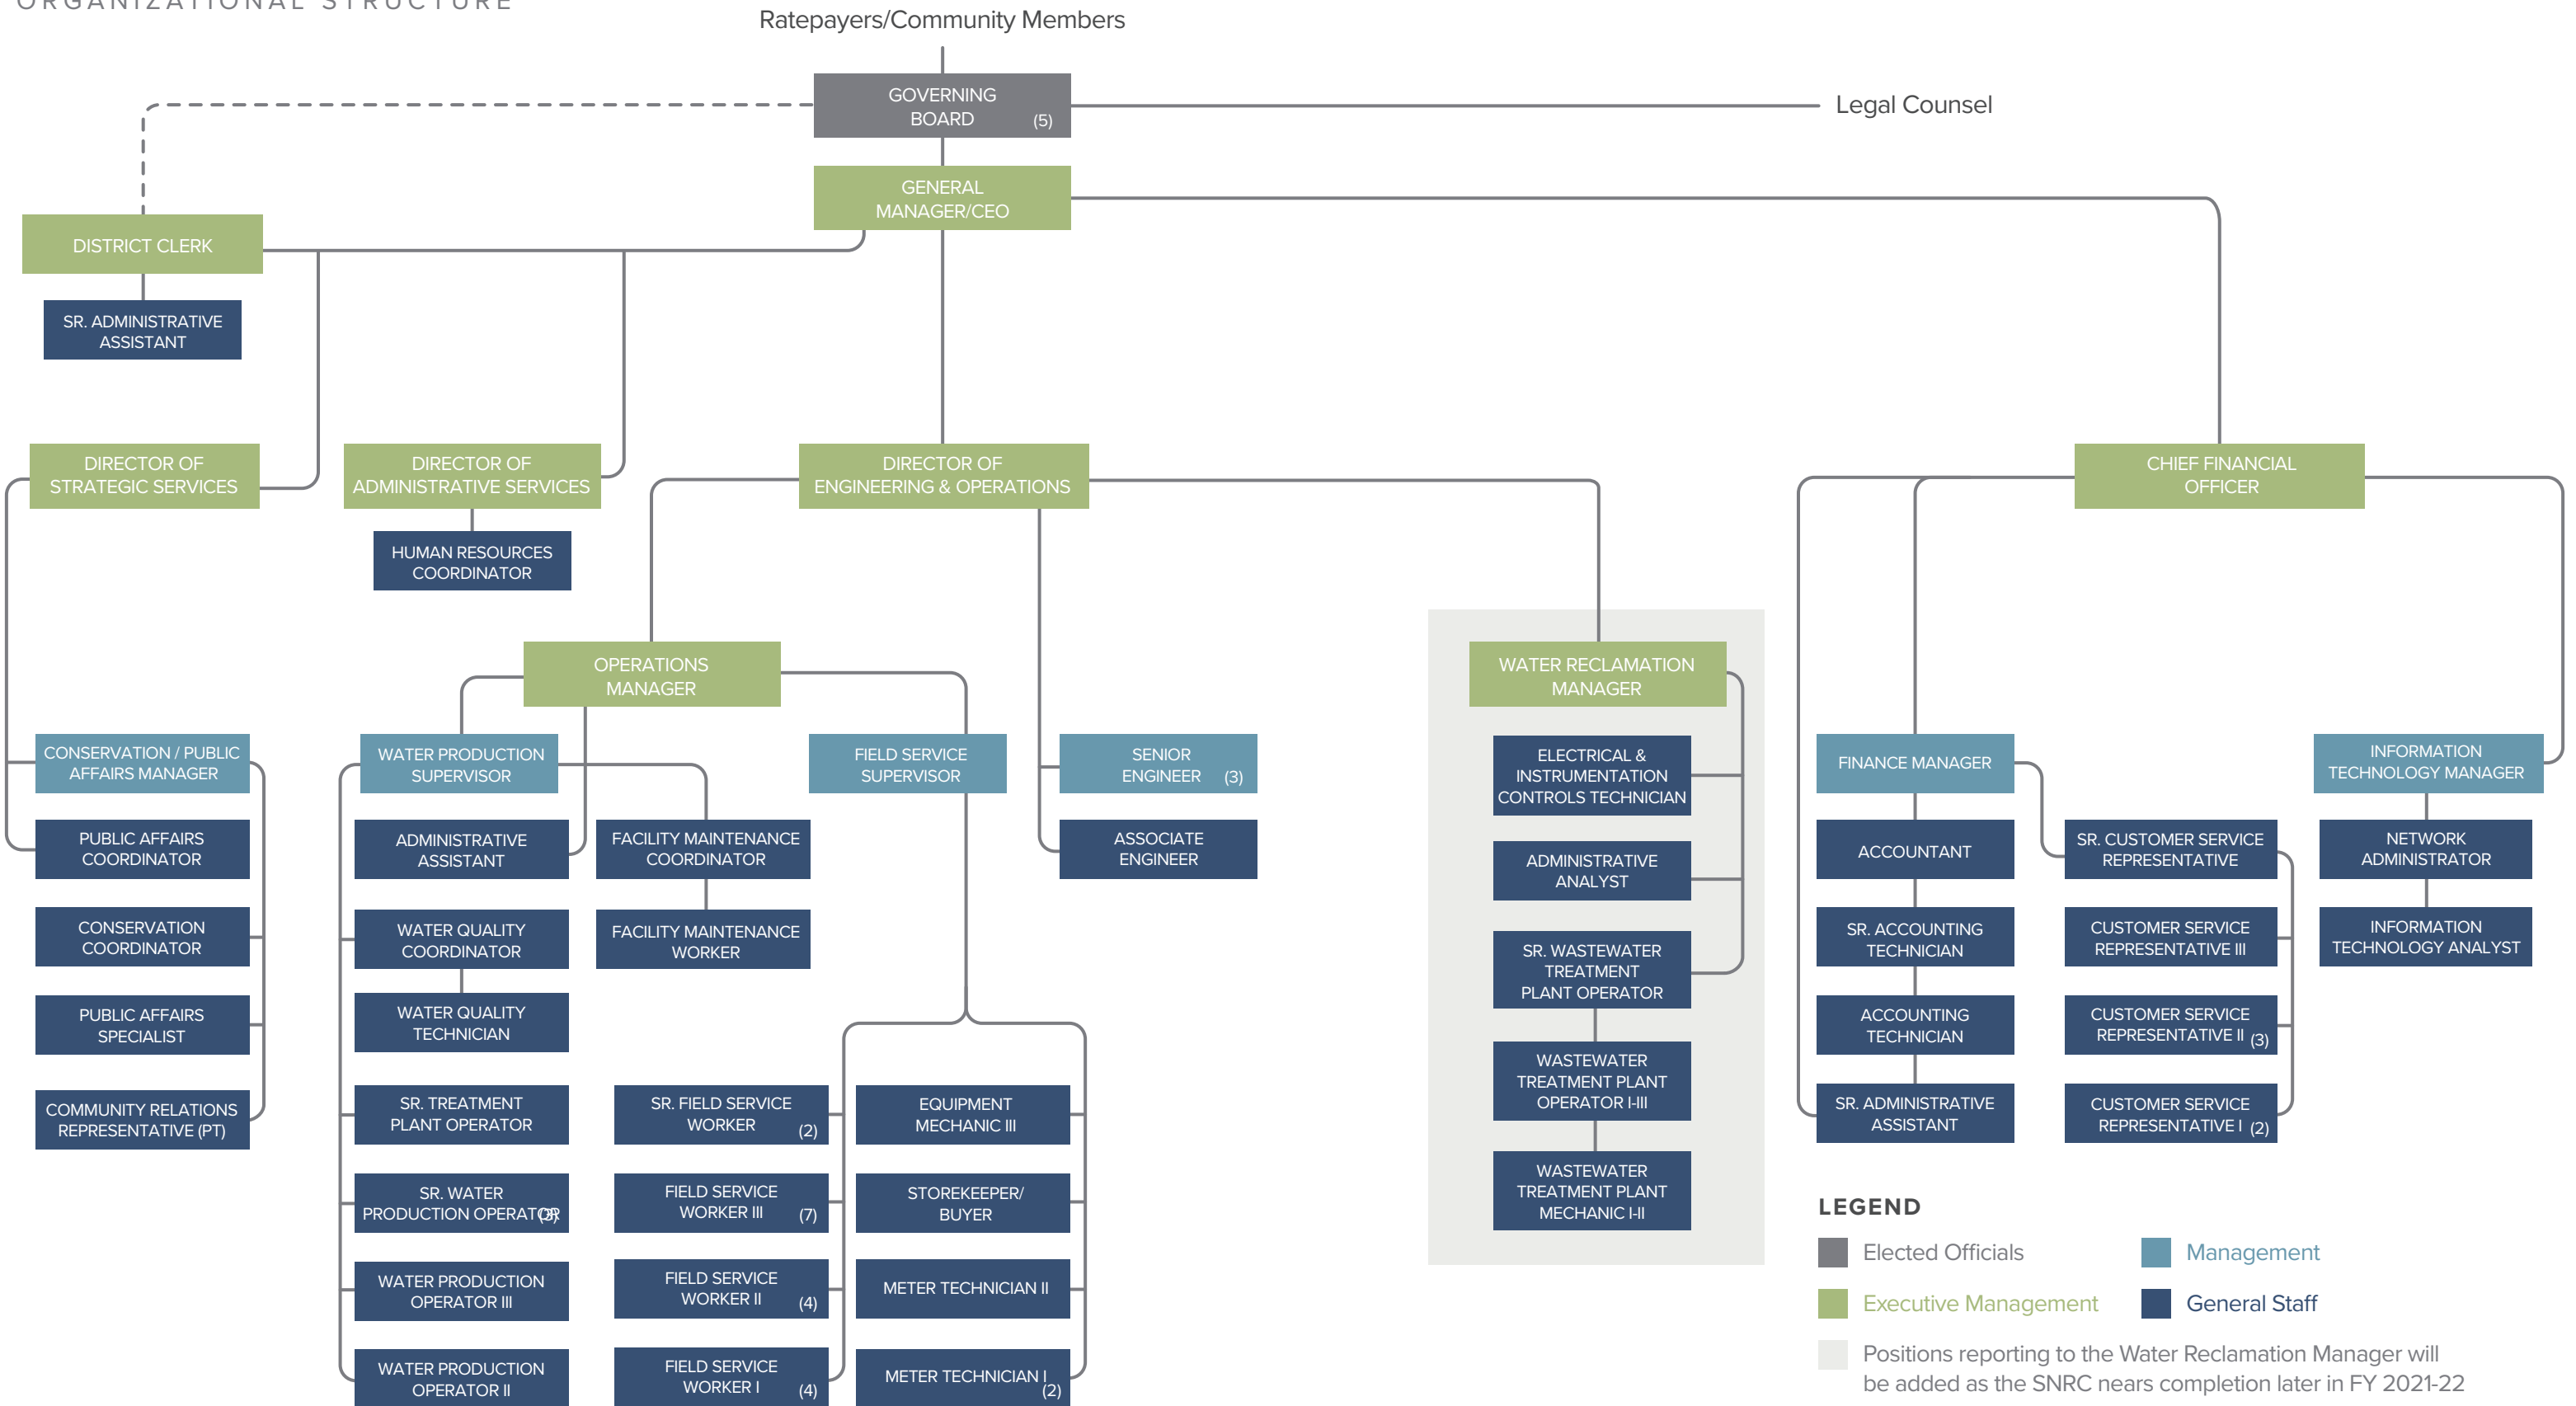 ORGANIZATIONAL STRUCTURE
Ratepayers/Community Members
GOVERNING
BOARD (5)
Legal Counsel
GENERAL
MANAGER/CEO
DISTRICT CLERK
SR. ADMINISTRATIVE
ASSISTANT
DIRECTOR OF
STRATEGIC SERVICES
DIRECTOR OF
ADMINISTRATIVE SERVICES
DIRECTOR OF
ENGINEERING & OPERATIONS
CHIEF FINANCIAL
OFFICER
HUMAN RESOURCES
COORDINATOR
OPERATIONS
MANAGER
WATER RECLAMATION
MANAGER
CONSERVATION / PUBLIC
AFFAIRS MANAGER
PUBLIC AFFAIRS
COORDINATOR
CONSERVATION
COORDINATOR
PUBLIC AFFAIRS
SPECIALIST
COMMUNITY RELATIONS
REPRESENTATIVE (PT)
WATER PRODUCTION
SUPERVISOR
ADMINISTRATIVE
ASSISTANT
WATER QUALITY
COORDINATOR
WATER QUALITY
TECHNICIAN
SR. TREATMENT
PLANT OPERATOR
SR. WATER
PRODUCTION OPERATOR (3)
WATER PRODUCTION
OPERATOR III
WATER PRODUCTION
OPERATOR II
FACILITY MAINTENANCE
COORDINATOR
FACILITY MAINTENANCE
WORKER
FIELD SERVICE
SUPERVISOR
SR. FIELD SERVICE
WORKER (2)
FIELD SERVICE
WORKER III (7)
FIELD SERVICE
WORKER II (4)
FIELD SERVICE
WORKER I (4)
EQUIPMENT
MECHANIC III
STOREKEEPER/
BUYER
METER TECHNICIAN II
METER TECHNICIAN I
(2)
SENIOR
ENGINEER (3)
ASSOCIATE
ENGINEER
ELECTRICAL &
INSTRUMENTATION
CONTROLS TECHNICIAN
ADMINISTRATIVE
ANALYST
SR. WASTEWATER
TREATMENT
PLANT OPERATOR
WASTEWATER
TREATMENT PLANT
OPERATOR I-III
WASTEWATER
TREATMENT PLANT
MECHANIC I-II
FINANCE MANAGER
ACCOUNTANT
SR. ACCOUNTING
TECHNICIAN
ACCOUNTING
TECHNICIAN
SR. ADMINISTRATIVE
ASSISTANT
SR. CUSTOMER SERVICE
REPRESENTATIVE
CUSTOMER SERVICE
REPRESENTATIVE III
CUSTOMER SERVICE
REPRESENTATIVE II (3)
CUSTOMER SERVICE
REPRESENTATIVE I (2)
INFORMATION
TECHNOLOGY MANAGER
NETWORK
ADMINISTRATOR
INFORMATION
TECHNOLOGY ANALYST
LEGEND
Elected Officials
Management
Executive Management
General Staff
Positions reporting to the Water Reclamation Manager will
be added as the SNRC nears completion later in FY 2021-22